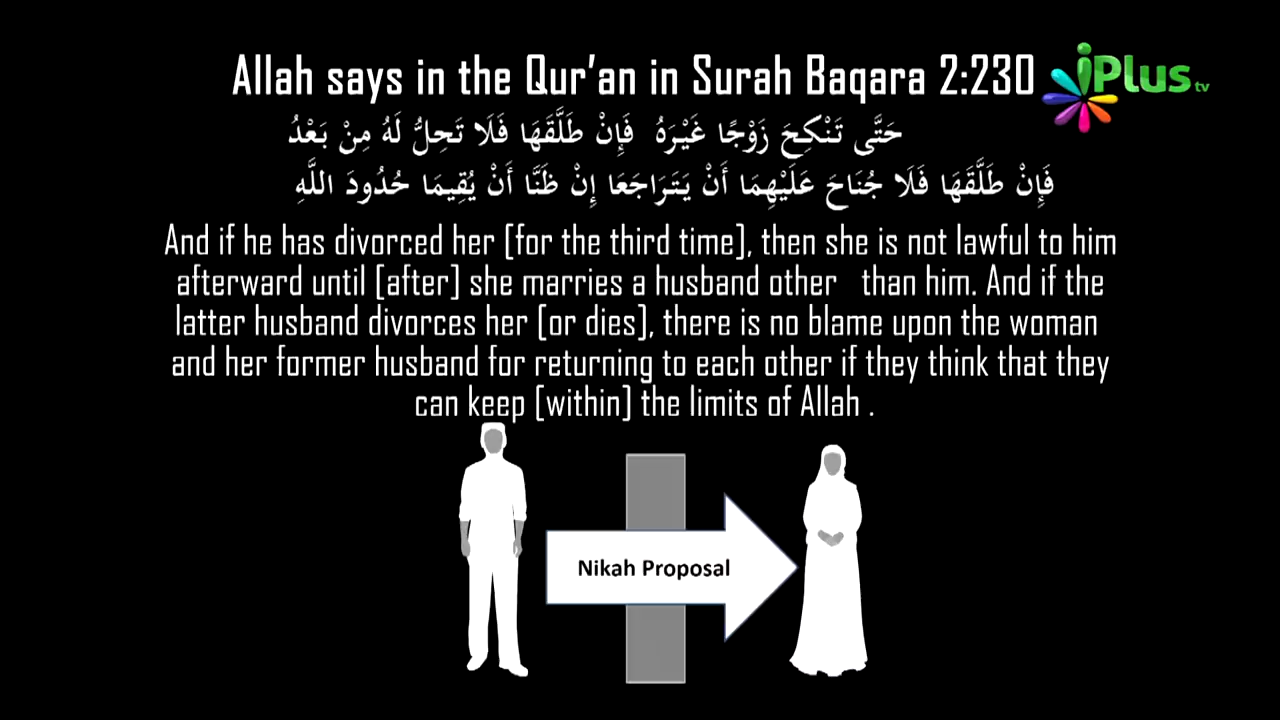 Allah says in the Qur'an in Surah Baqara 2:230
iPlus tv
حَتَّى تَنْكِحَ زَوْجًا غَيْرَهُ فَإِنْ طَلَّقَهَا فَلَا تَحِلُّ لَهُ مِنْ بَعْدُ
فَإِنْ طَلَّقَهَا فَلَا جُنَاحَ عَلَيْهِمَا أَنْ يَتَرَاجَعَا إِنْ ظَنَّا أَنْ يُقِيمَا حُدُودَ اللَّهِ
And if he has divorced her [for the third time], then she is not lawful to him
afterward until [after] she marries a husband other than him. And if the
latter husband divorces her [or dies], there is no blame upon the woman
and her former husband for returning to each other if they think that they
can keep [within] the limits of Allah .
Nikah Proposal